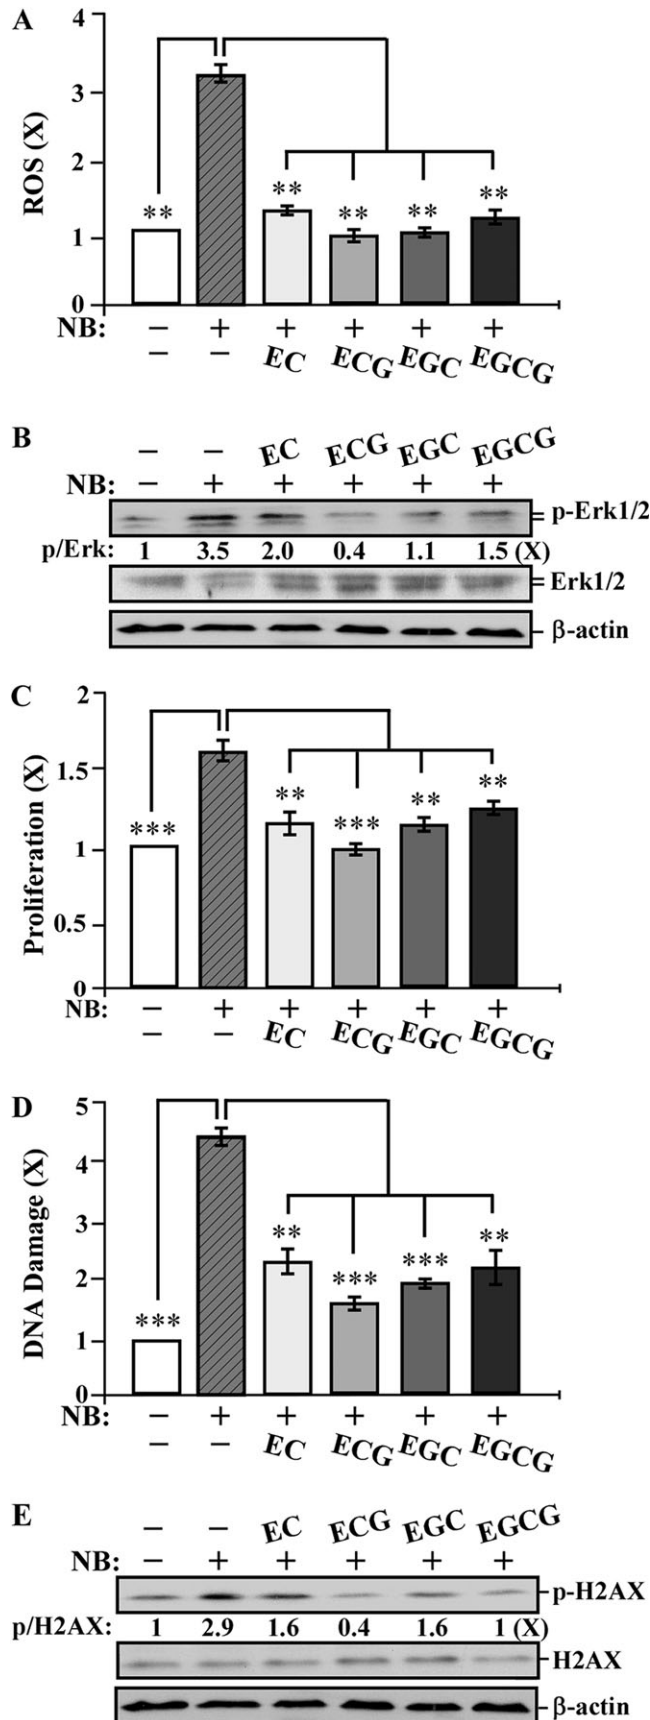 A
4
3
2
1
0
ROS (X)
** ** ** ** **
NB: – + + + + +
– – EC ECG EGC EGCG
B
– – EC ECG EGC EGCG
NB: – + + + + +
p-Erk1/2
p/Erk: 1 3.5 2.0 0.4 1.1 1.5 (X)
Erk1/2
β-actin
C
2
1.5
1
0.5
0
Proliferation (X)
*** ** *** ** **
NB: – + + + + +
– – EC ECG EGC EGCG
D
5
4
3
2
1
0
DNA Damage (X)
*** ** *** *** **
NB: – + + + + +
– – EC ECG EGC EGCG
E
– – EC ECG EGC EGCG
NB: – + + + + +
p-H2AX
p/H2AX: 1 2.9 1.6 0.4 1.6 1 (X)
H2AX
β-actin